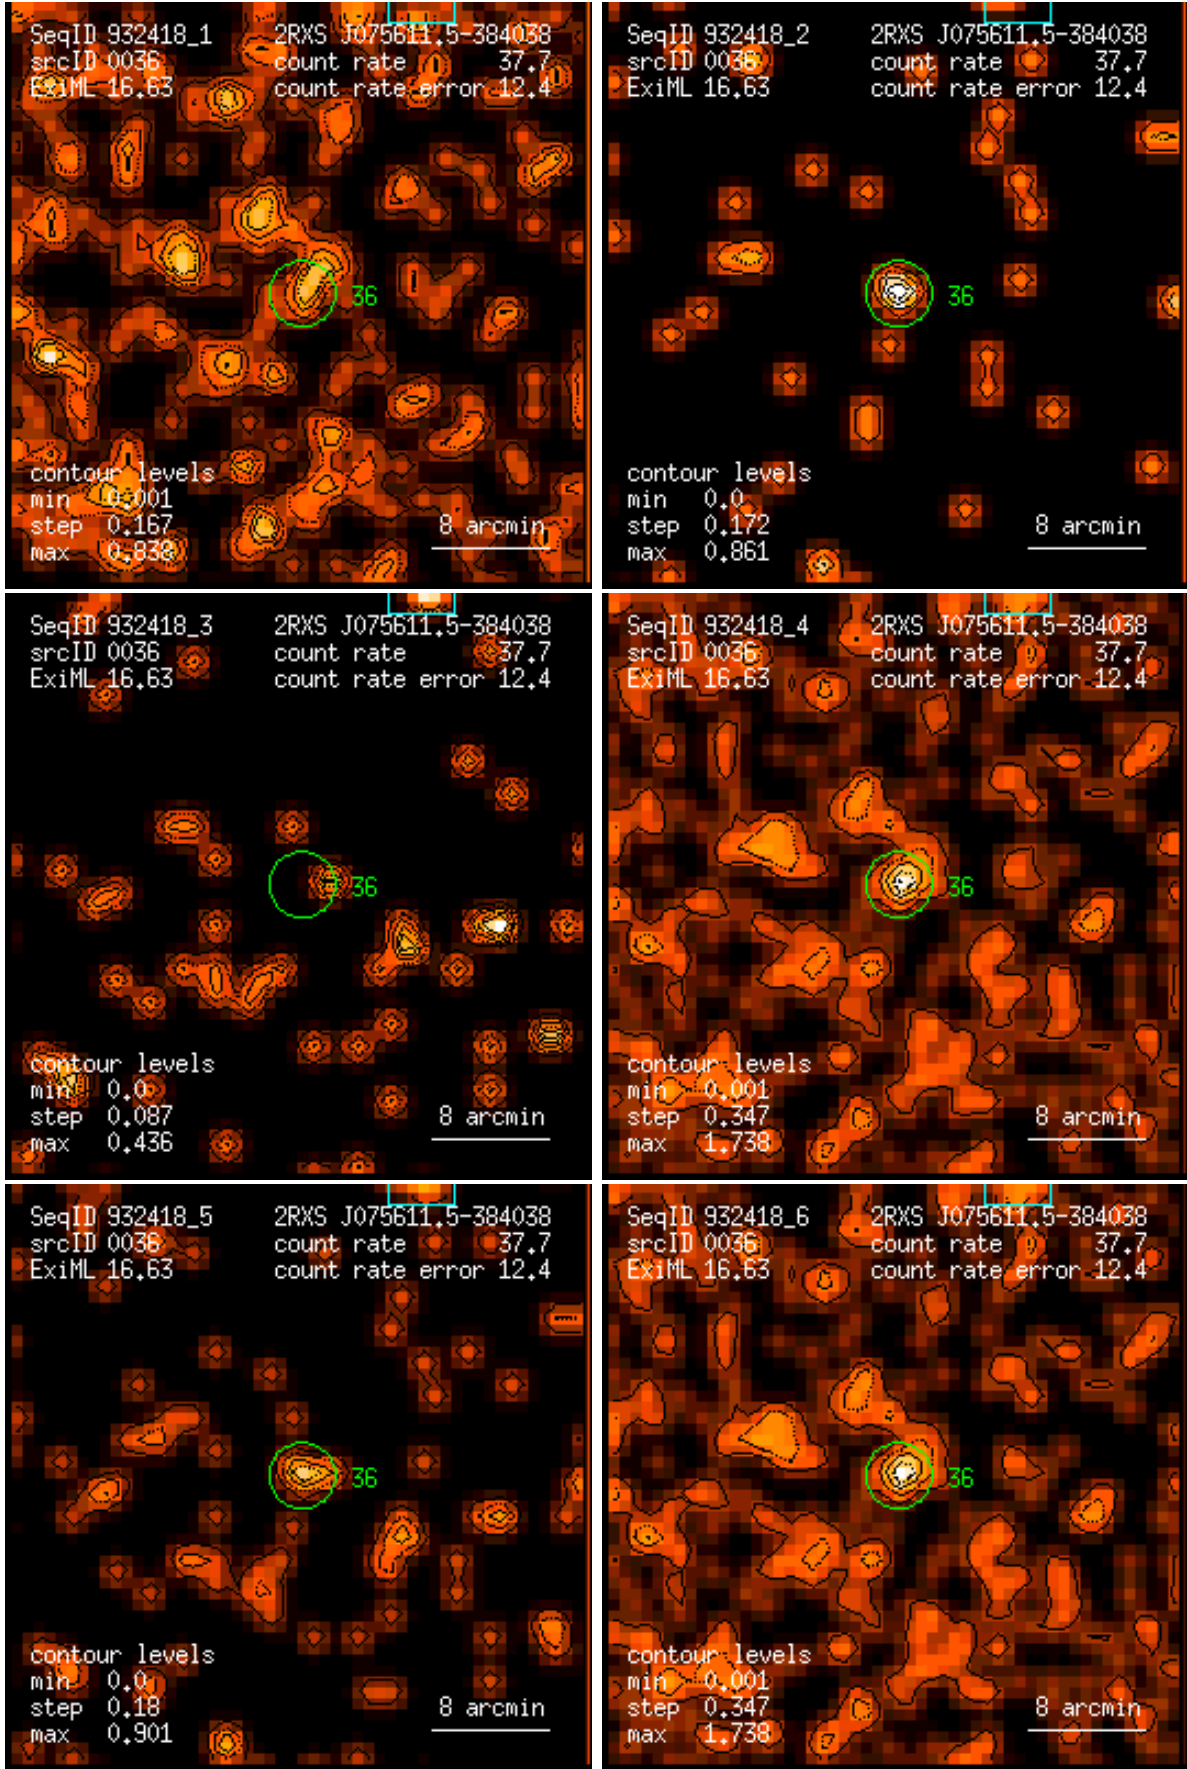 SeqID 932418_1 2RXS J075611.5-384038
srcID 0036 count rate 37.7
ExiML 16.63 count rate error 12.4
36
contour levels
min 0.001
step 0.167
max 0.838
8 arcmin
SeqID 932418_2 2RXS J075611.5-384038
srcID 0036 count rate 37.7
ExiML 16.63 count rate error 12.4
36
contour levels
min 0.0
step 0.172
max 0.861
8 arcmin
SeqID 932418_3 2RXS J075611.5-384038
srcID 0036 count rate 37.7
ExiML 16.63 count rate error 12.4
36
contour levels
min 0.0
step 0.087
max 0.436
8 arcmin
SeqID 932418_4 2RXS J075611.5-384038
srcID 0036 count rate 37.7
ExiML 16.63 count rate error 12.4
36
contour levels
min 0.001
step 0.347
max 1.738
8 arcmin
SeqID 932418_5 2RXS J075611.5-384038
srcID 0036 count rate 37.7
ExiML 16.63 count rate error 12.4
36
contour levels
min 0.0
step 0.18
max 0.901
8 arcmin
SeqID 932418_6 2RXS J075611.5-384038
srcID 0036 count rate 37.7
ExiML 16.63 count rate error 12.4
36
contour levels
min 0.001
step 0.347
max 1.738
8 arcmin